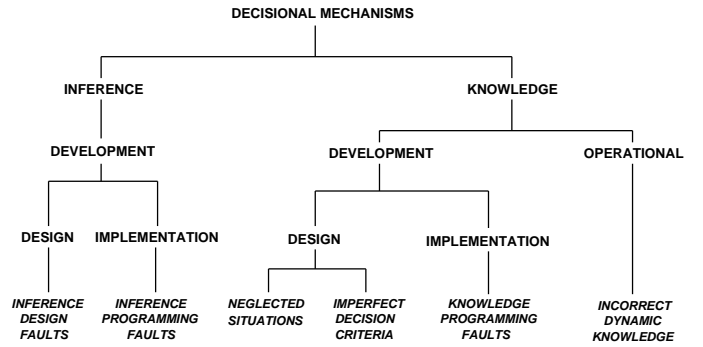 DECISIONAL MECHANISMS
INFERENCE
KNOWLEDGE
DEVELOPMENT
DEVELOPMENT
OPERATIONAL
DESIGN
IMPLEMENTATION
DESIGN
IMPLEMENTATION
INFERENCE
DESIGN
FAULTS
INFERENCE
PROGRAMMING
FAULTS
NEGLECTED
SITUATIONS
IMPERFECT
DECISION
CRITERIA
KNOWLEDGE
PROGRAMMING
FAULTS
INCORRECT
DYNAMIC
KNOWLEDGE